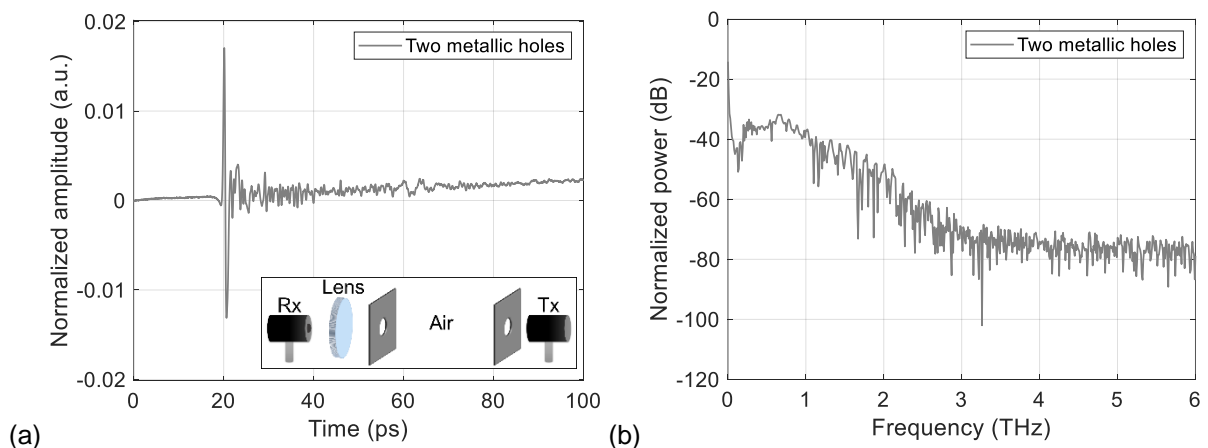 0.02
0.01
0
-0.01
-0.02
Normalized amplitude (a.u.)
Two metallic holes
Rx
Lens
Air
Tx
0
20
40
60
80
100
Time (ps)
(a)
0
-20
-40
-60
-80
-100
-120
Normalized power (dB)
Two metallic holes
0
1
2
3
4
5
6
Frequency (THz)
(b)